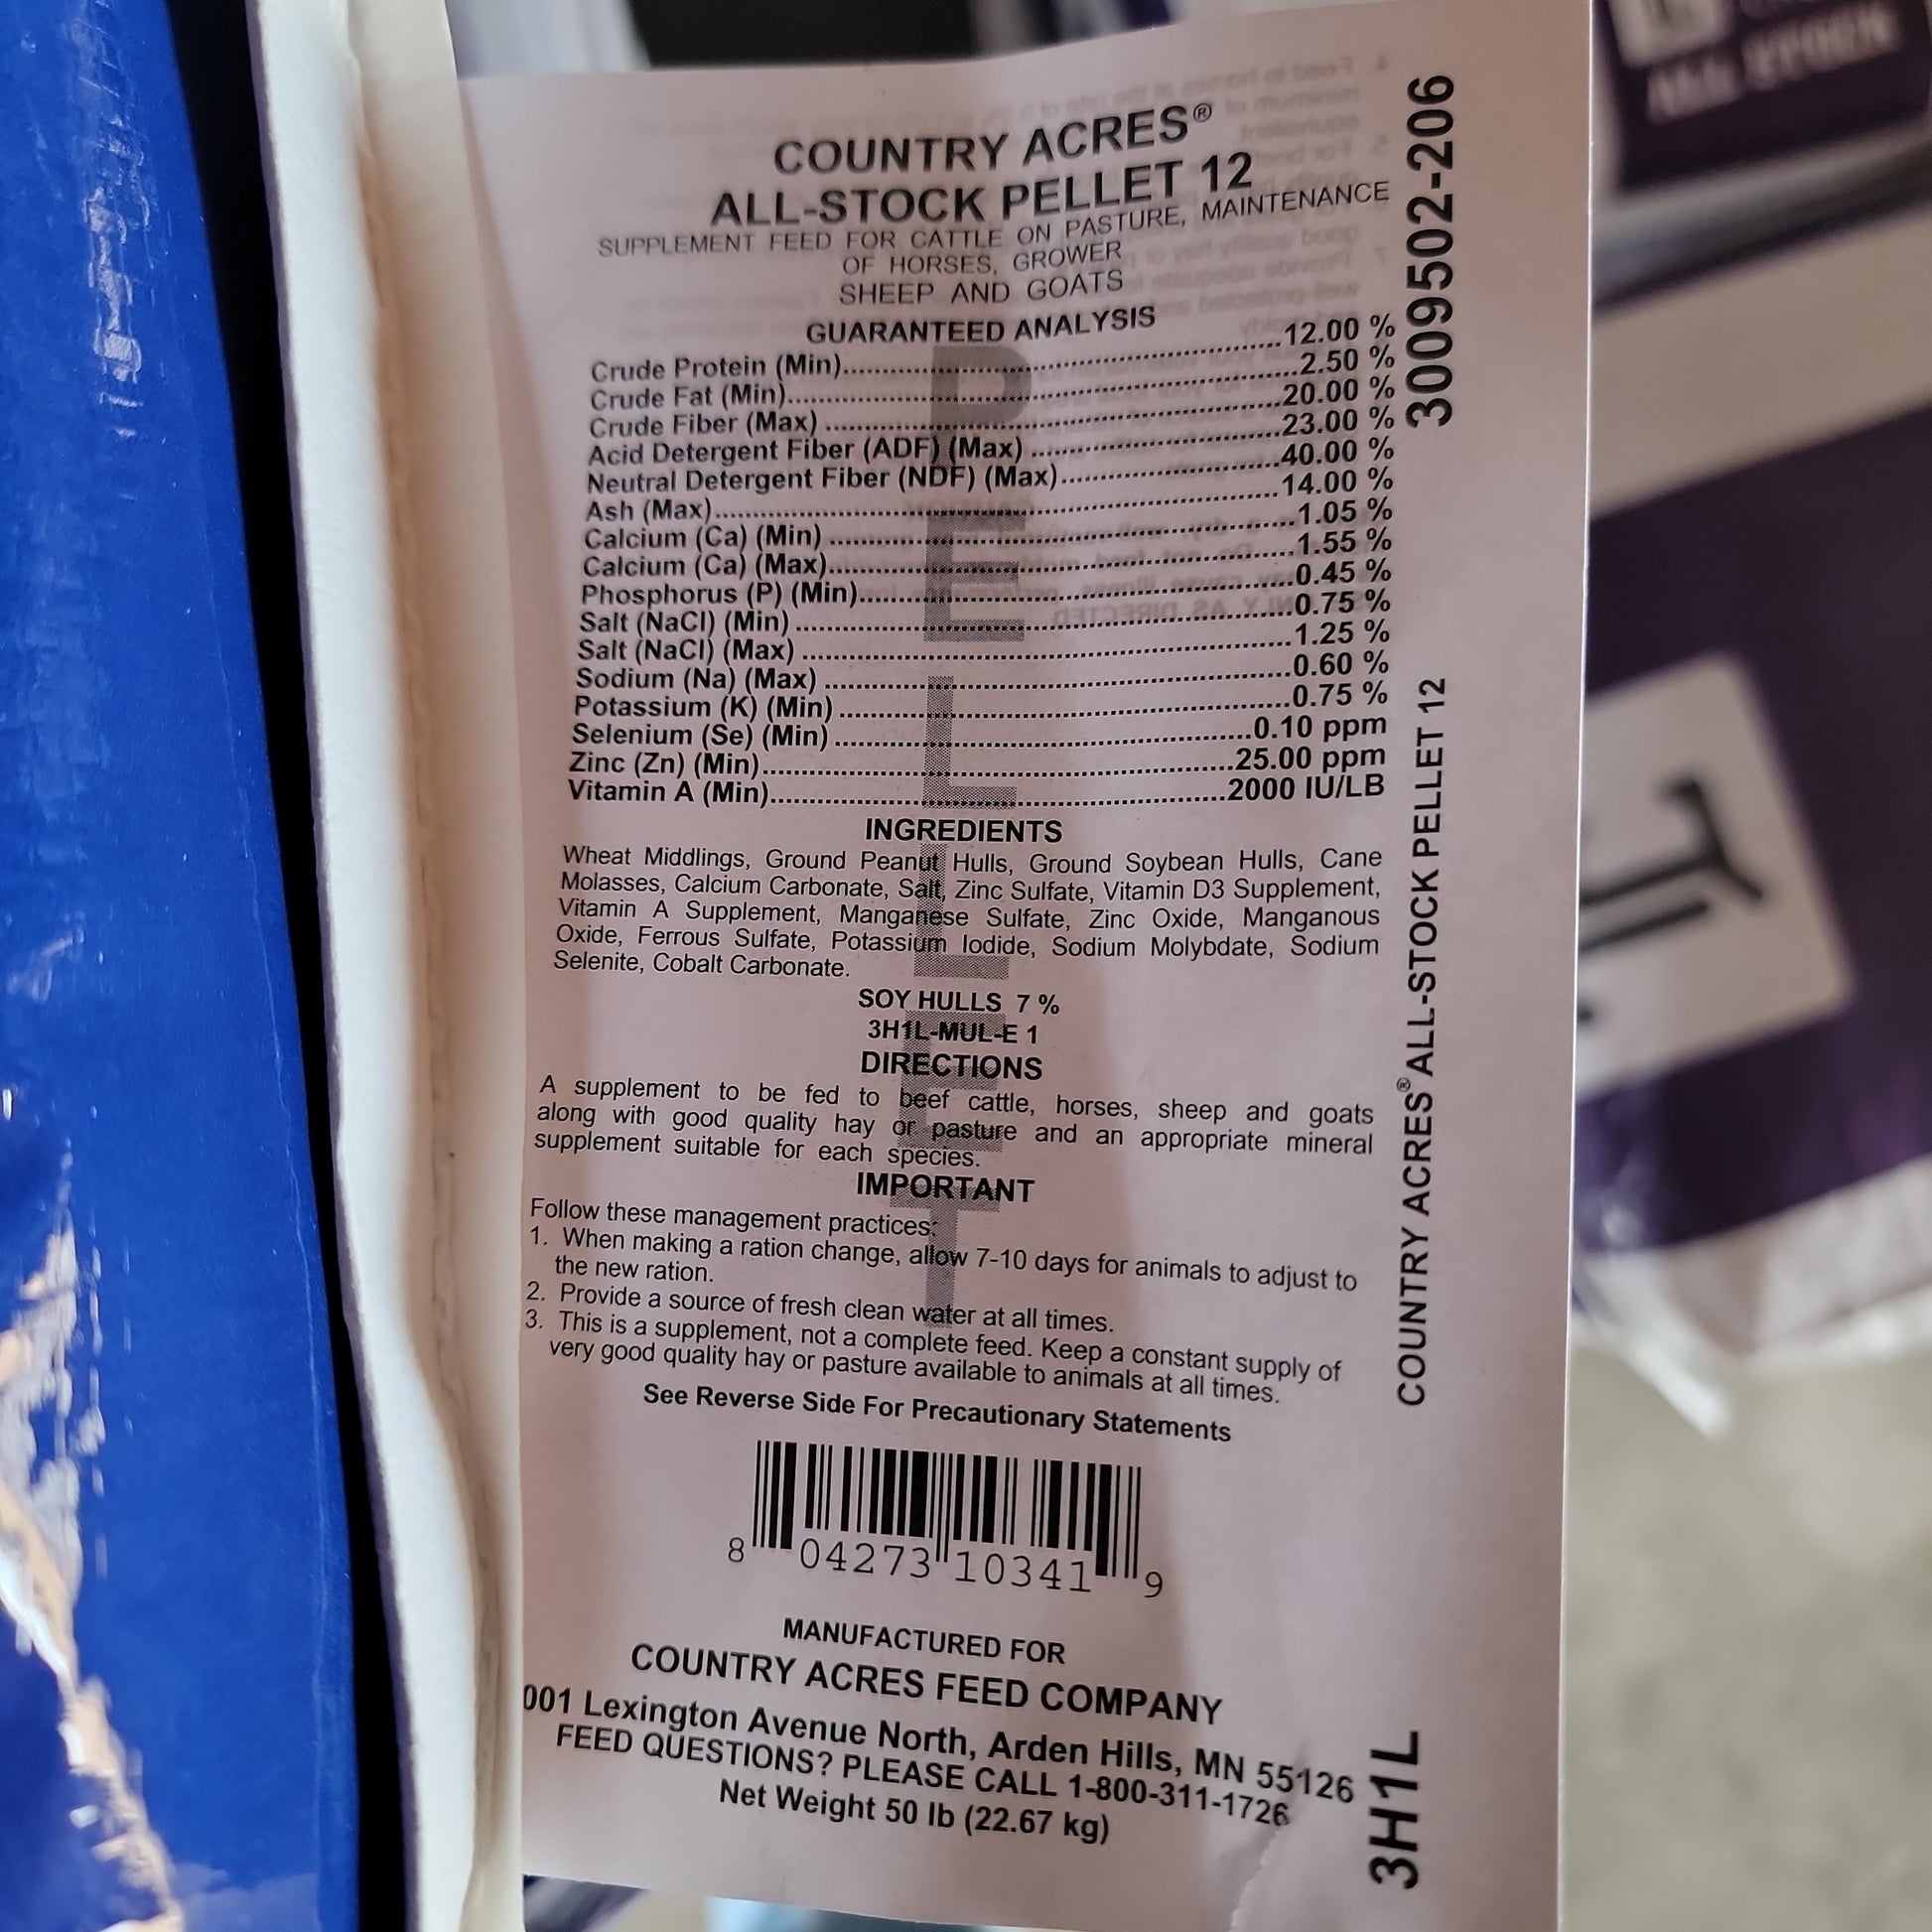 COUNTRY ACRES®
ALL-STOCK PELLET 12
SUPPLEMENT FEED FOR CATTLE ON PASTURE, MAINTENANCE
OF HORSES, GROWER
SHEEP AND GOATS
GUARANTEED ANALYSIS
Crude Protein (Min)....................12.00 %
Crude Fat (Min)....................2.50 %
Crude Fiber (Max)....................20.00 %
Acid Detergent Fiber (ADF) (Max)....................23.00 %
Neutral Detergent Fiber (NDF) (Max)....................40.00 %
Ash (Max)....................14.00 %
Calcium (Ca) (Min)....................1.05 %
Calcium (Ca) (Max)....................1.55 %
Phosphorus (P) (Min)....................0.45 %
Salt (NaCl) (Min)....................0.75 %
Salt (NaCl) (Max)....................1.25 %
Sodium (Na) (Max)....................0.60 %
Potassium (K) (Min)....................0.75 %
Selenium (Se) (Min)....................0.10 ppm
Zinc (Zn) (Min)....................25.00 ppm
Vitamin A (Min)....................2000 IU/LB
INGREDIENTS
Wheat Middlings, Ground Peanut Hulls, Ground Soybean Hulls, Cane
Molasses, Calcium Carbonate, Salt, Zinc Sulfate, Vitamin D3 Supplement,
Vitamin A Supplement, Manganese Sulfate, Zinc Oxide, Manganous
Oxide, Ferrous Sulfate, Potassium Iodide, Sodium Molybdate, Sodium
Selenite, Cobalt Carbonate.
SOY HULLS 7 %
3H1L-MUL-E 1
DIRECTIONS
A supplement to be fed to beef cattle, horses, sheep and goats
along with good quality hay or pasture and an appropriate mineral
supplement suitable for each species.
IMPORTANT
Follow these management practices:
1. When making a ration change, allow 7-10 days for animals to adjust to
the new ration.
2. Provide a source of fresh clean water at all times.
3. This is a supplement, not a complete feed. Keep a constant supply of
very good quality hay or pasture available to animals at all times.
See Reverse Side For Precautionary Statements
8 04273 10341 9
MANUFACTURED FOR
COUNTRY ACRES FEED COMPANY
001 Lexington Avenue North, Arden Hills, MN 55126
FEED QUESTIONS? PLEASE CALL 1-800-311-1726
Net Weight 50 lb (22.67 kg)
PELLET
3009502-206
COUNTRY ACRES® ALL-STOCK PELLET 12
3H1L
ALL STOCK